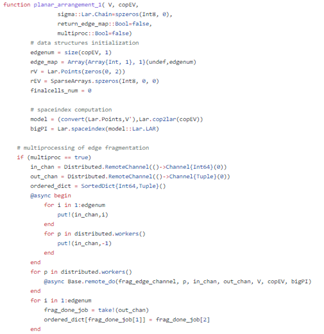 function planar_arrangement_1( V, copEV,
sigma::Lar.Chain=spzeros(Int8, 0),
return_edge_map::Bool=false,
multiproc::Bool=false)
# data structures initialization
edgenum = size(copEV, 1)
edge_map = Array{Array{Int, 1}, 1}(undef,edgenum)
rV = Lar.Points(zeros(0, 2))
rEV = SparseArrays.spzeros(Int8, 0, 0)
finalcells_num = 0
# spaceindex computation
model = (convert(Lar.Points,V'),Lar.cop2lar(copEV))
bigPI = Lar.spaceindex(model::Lar.LAR)
# multiprocessing of edge fragmentation
if (multiproc == true)
in_chan = Distributed.RemoteChannel(()->Channel{Int64}(0))
out_chan = Distributed.RemoteChannel(()->Channel{Tuple}(0))
ordered_dict = SortedDict{Int64,Tuple}()
@async begin
for i in 1:edgenum
put!(in_chan,i)
end
for p in distributed.workers()
put!(in_chan,-1)
end
end
for p in distributed.workers()
@async Base.remote_do(frag_edge_channel, p, in_chan, out_chan, V, copEV, bigPI)
end
for i in 1:edgenum
frag_done_job = take!(out_chan)
ordered_dict[frag_done_job[1]] = frag_done_job[2]
end